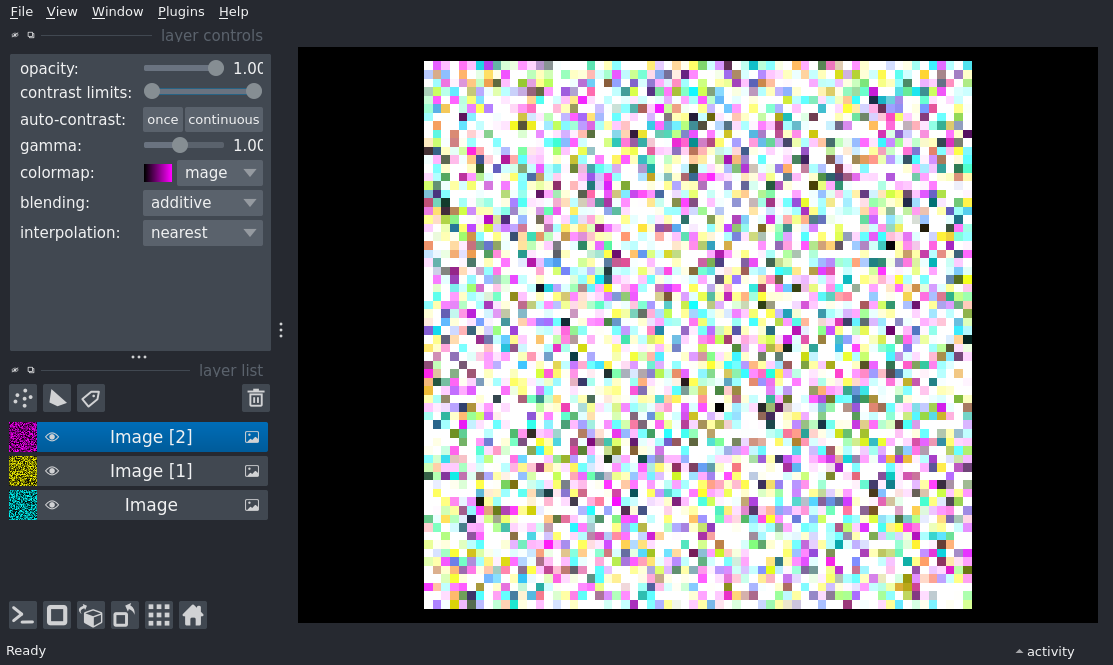 File View Window Plugins Help
layer controls
opacity: 1.00
contrast limits:
auto-contrast: once continuous
gamma: 1.00
colormap: mage
blending: additive
interpolation: nearest
layer list
Image [2]
Image [1]
Image
Ready
activity